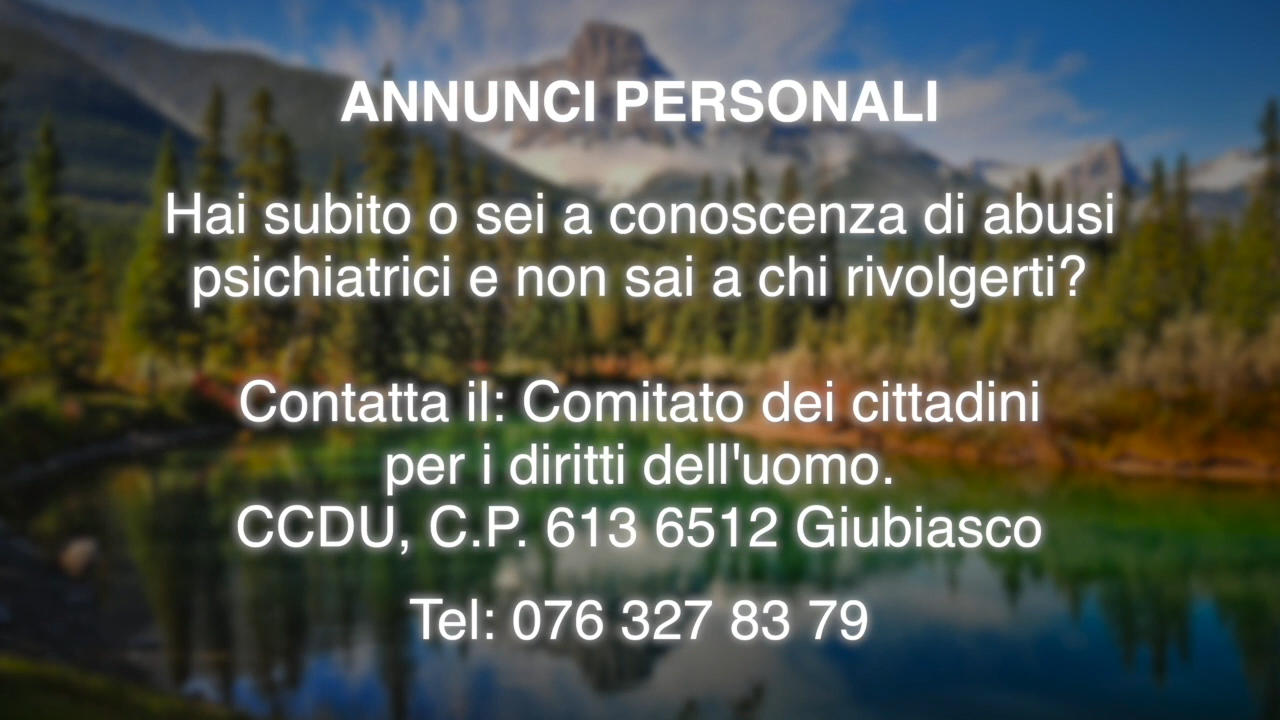 ANNUNCI PERSONALI
Hai subito o sei a conoscenza di abusi
psichiatrici e non sai a chi rivolgerti?
Contatta il: Comitato dei cittadini
per i diritti dell'uomo.
CCDU, C.P. 613 6512 Giubiasco
Tel: 076 327 83 79